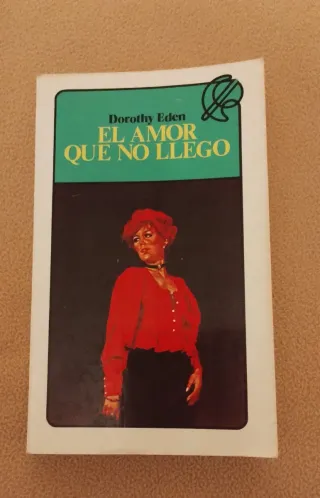 Dorothy Eden
EL AMOR
QUE NO LLEGO